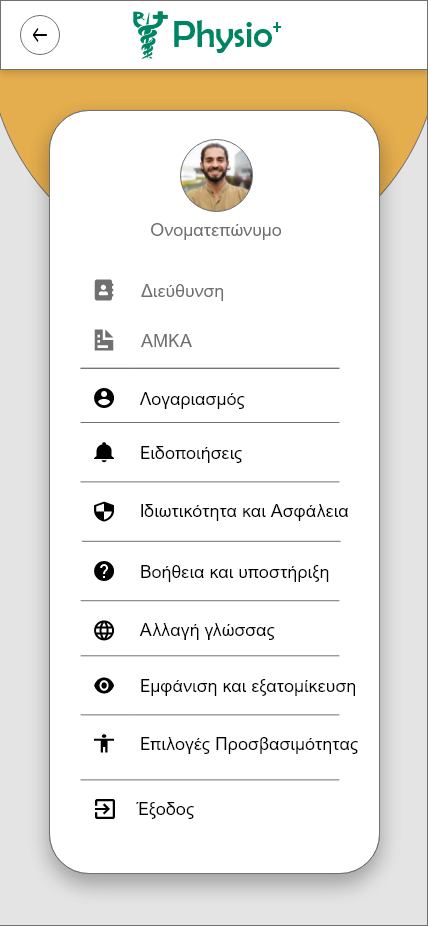 Physio+
Ονοματεπώνυμο
Διεύθυνση
ΑΜΚΑ
Λογαριασμός
Ειδοποιήσεις
Ιδιωτικότητα και Ασφάλεια
Βοήθεια και υποστήριξη
Αλλαγή γλώσσας
Εμφάνιση και εξατομίκευση
Επιλογές Προσβασιμότητας
Έξοδος